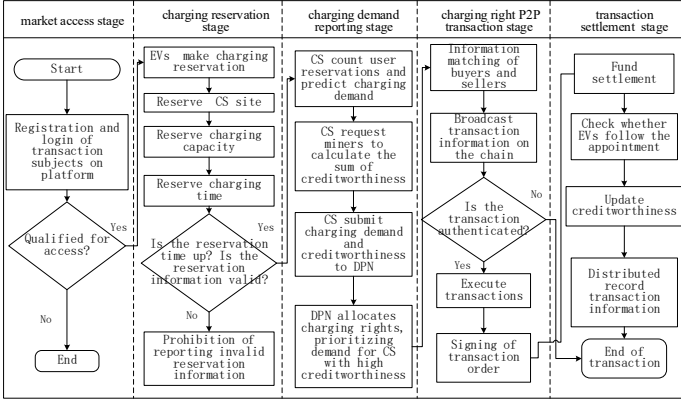 market access stage
Start
Registration and
login of
transaction
subjects on
platform
Qualified for
access?
Yes
No
End
charging reservation
stage
EVs make charging
reservation
Reserve CS site
Reserve charging
capacity
Reserve charging
time
Is the reservation
time up? Is the
reservation
information valid?
Yes
No
Prohibition of
reporting invalid
reservation
information
charging demand
reporting stage
CS count user
reservations and
predict charging
demand
CS request
miners to
calculate the
sum of
creditworthiness
CS submit
charging demand
and
creditworthiness
to DPN
DPN allocates
charging rights,
prioritizing
demand for CS
with high
creditworthiness
charging right P2P
transaction stage
Information
matching of
buyers and
sellers
Broadcast
transaction
information on
the chain
Is the
transaction
authenticated?
No
Yes
Execute
transactions
Signing of
transaction
order
transaction
settlement stage
Fund
settlement
Check whether
EVs follow the
appointment
Update
creditworthiness
Distributed
record
transaction
information
End of
transaction